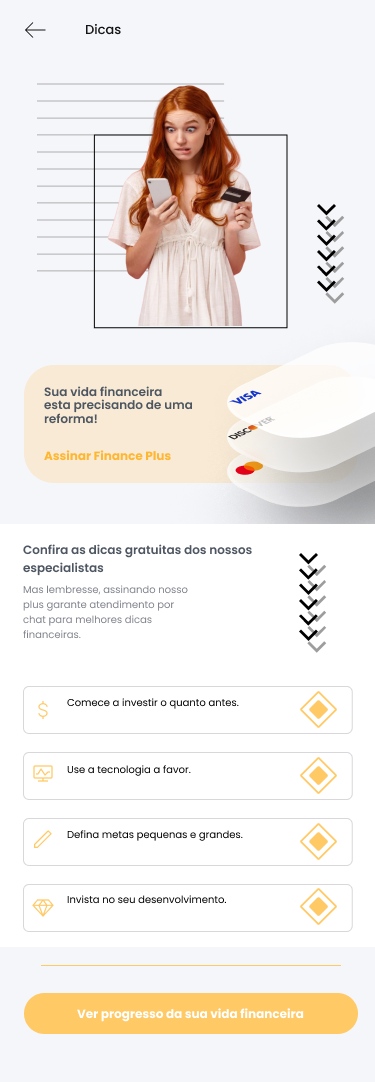 Dicas
Sua vida financeira
esta precisando de uma
reforma!
Assinar Finance Plus
VISA
DISCOVER
Confira as dicas gratuitas dos nossos
especialistas
Mas lembresse, assinando nosso
plus garante atendimento por
chat para melhores dicas
financeiras.
Comece a investir o quanto antes.
Use a tecnologia a favor.
Defina metas pequenas e grandes.
Invista no seu desenvolvimento.
Ver progresso da sua vida financeira